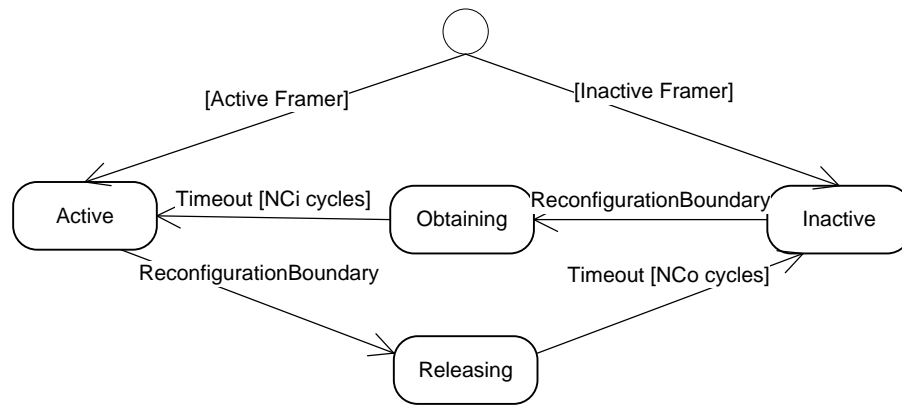 [Active Framer]
[Inactive Framer]
Timeout [NCi cycles]
ReconfigurationBoundary
Active
Obtaining
Inactive
ReconfigurationBoundary
Timeout [NCo cycles]
Releasing